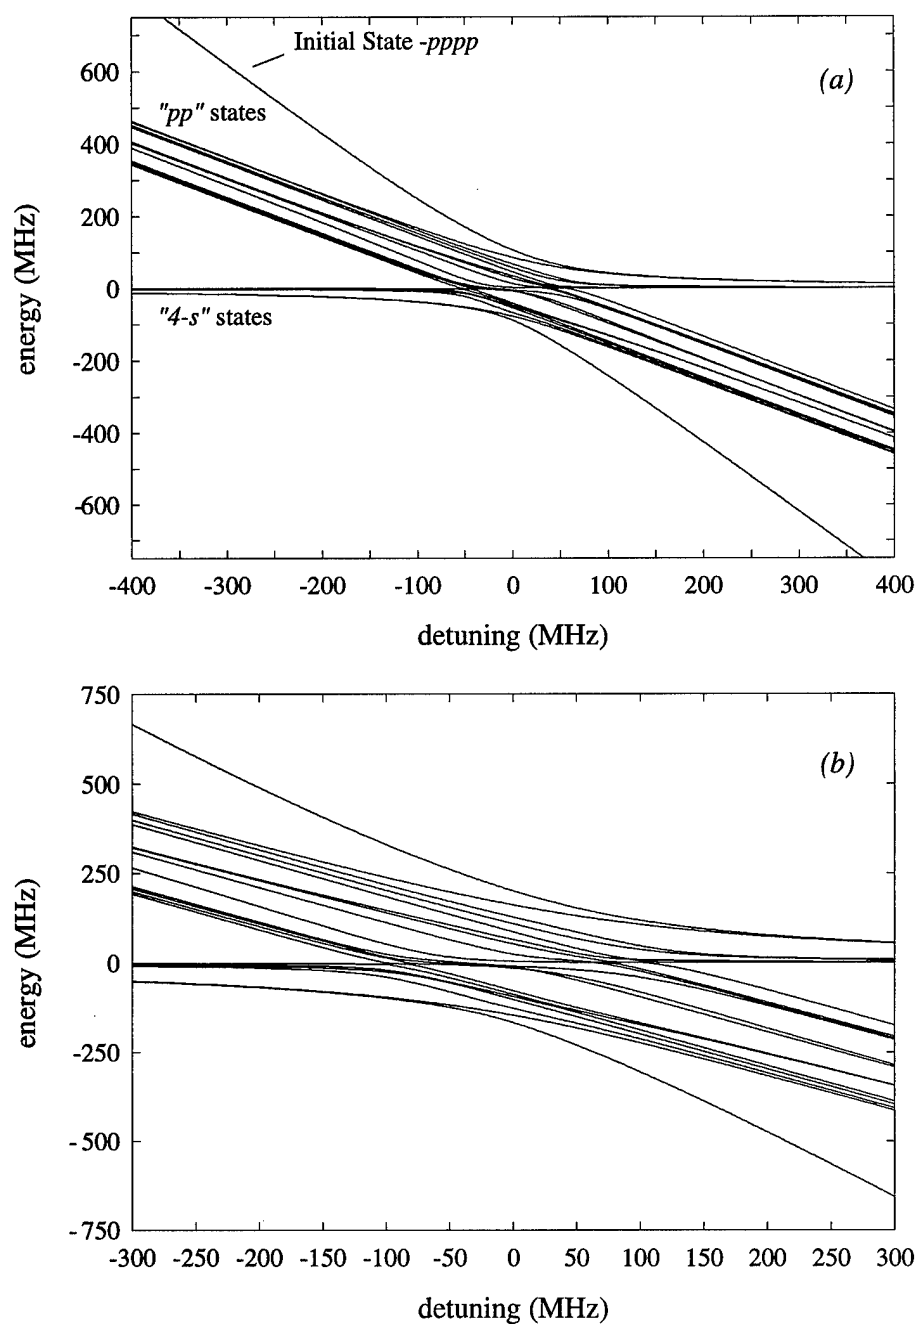 Initial State -pppp
(a)
600
"pp" states
400
200
0
"4-s" states
-200
-400
-600
energy (MHz)
-400 -300 -200 -100 0 100 200 300 400
detuning (MHz)
750
(b)
500
250
0
-250
-500
-750
energy (MHz)
-300 -250 -200 -150 -100 -50 0 50 100 150 200 250 300
detuning (MHz)